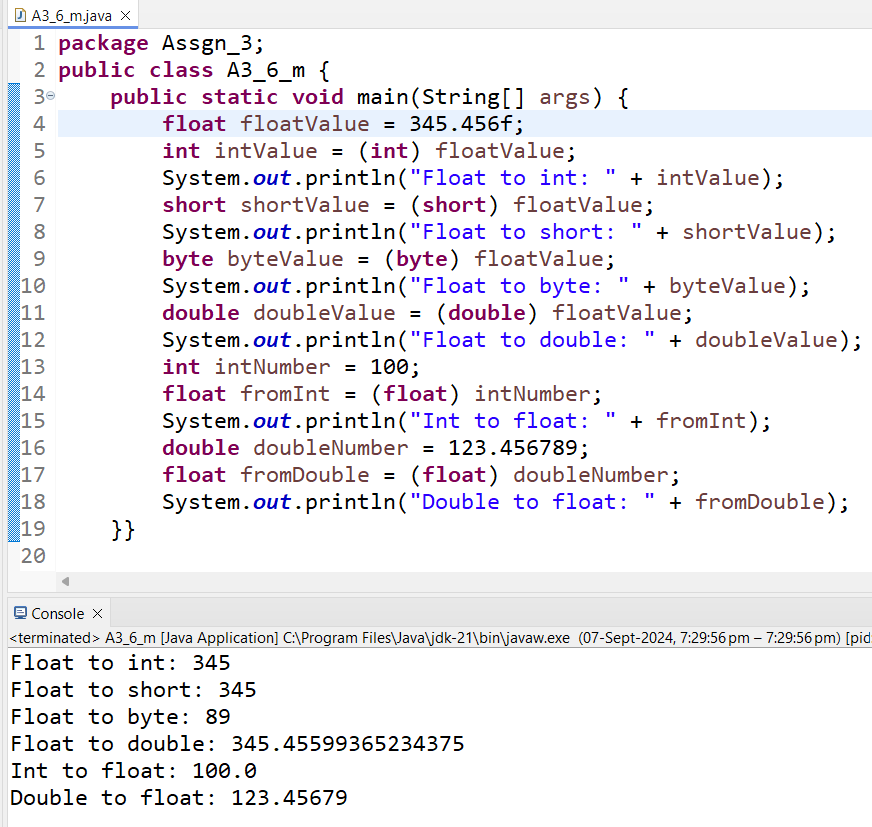 A3_6_m.java
1 package Assgn_3;
2 public class A3_6_m {
3 public static void main(String[] args) {
4 float floatValue = 345.456f;
5 int intValue = (int) floatValue;
6 System.out.println("Float to int: " + intValue);
7 short shortValue = (short) floatValue;
8 System.out.println("Float to short: " + shortValue);
9 byte byteValue = (byte) floatValue;
10 System.out.println("Float to byte: " + byteValue);
11 double doubleValue = (double) floatValue;
12 System.out.println("Float to double: " + doubleValue);
13 int intNumber = 100;
14 float fromInt = (float) intNumber;
15 System.out.println("Int to float: " + fromInt);
16 double doubleNumber = 123.456789;
17 float fromDouble = (float) doubleNumber;
18 System.out.println("Double to float: " + fromDouble);
19 }}
20
Console
<terminated> A3_6_m [Java Application] C:\Program Files\Java\jdk-21\bin\javaw.exe (07-Sept-2024, 7:29:56 pm – 7:29:56 pm) [pid
Float to int: 345
Float to short: 345
Float to byte: 89
Float to double: 345.45599365234375
Int to float: 100.0
Double to float: 123.45679